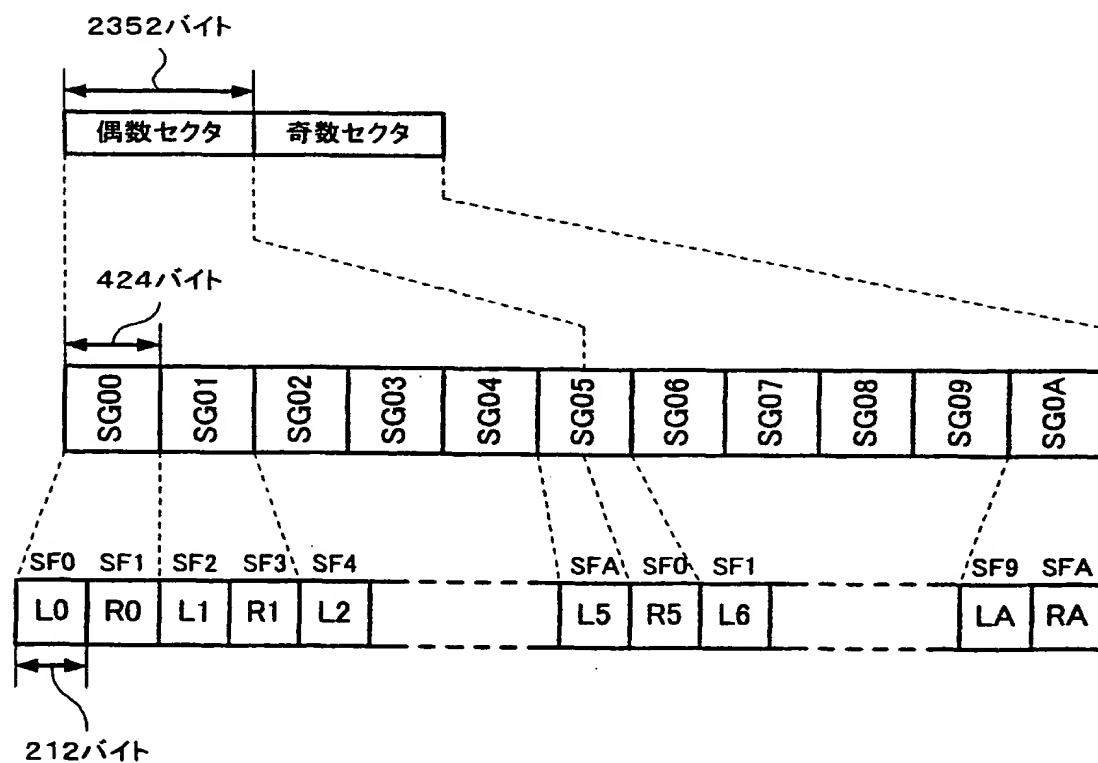 2352バイト
偶数セクタ 奇数セクタ
424バイト
SG00 SG01 SG02 SG03 SG04 SG05 SG06 SG07 SG08 SG09 SG0A
SF0 SF1 SF2 SF3 SF4 SFA SF0 SF1 SF9 SFA
L0 R0 L1 R1 L2 L5 R5 L6 LA RA
212バイト